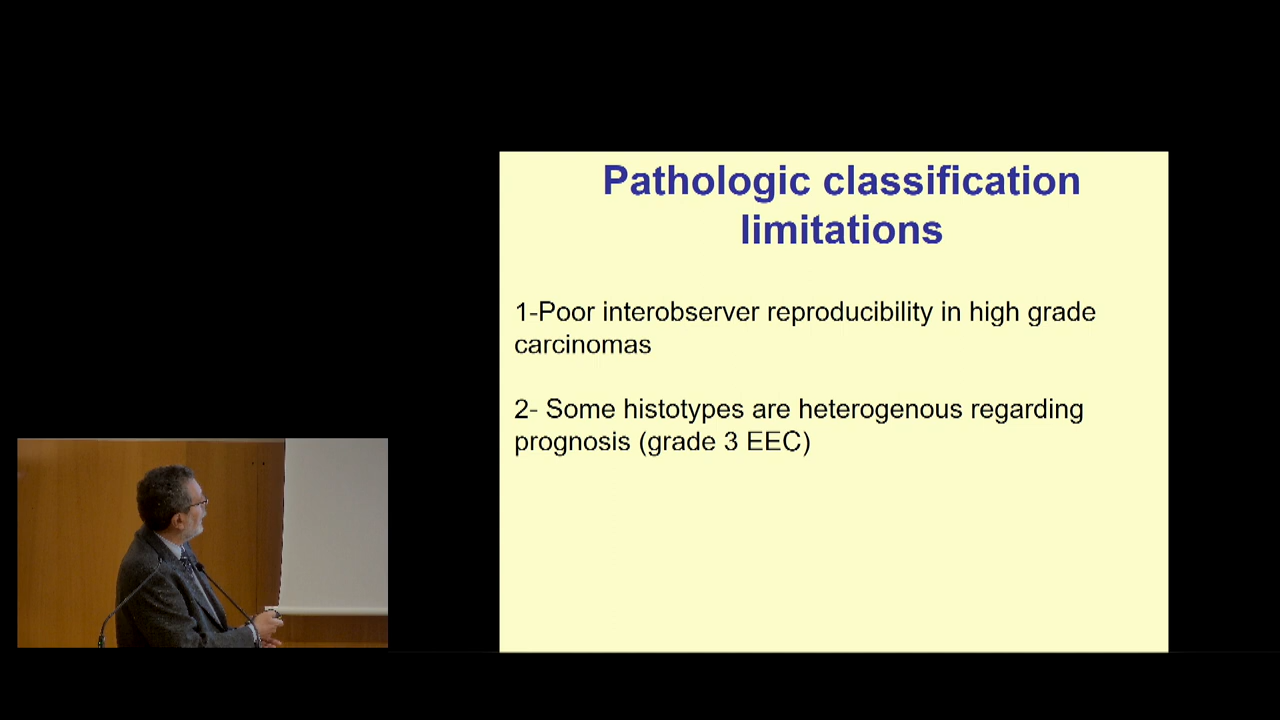 Pathologic classification
limitations
1-Poor interobserver reproducibility in high grade
carcinomas
2- Some histotypes are heterogenous regarding
prognosis (grade 3 EEC)